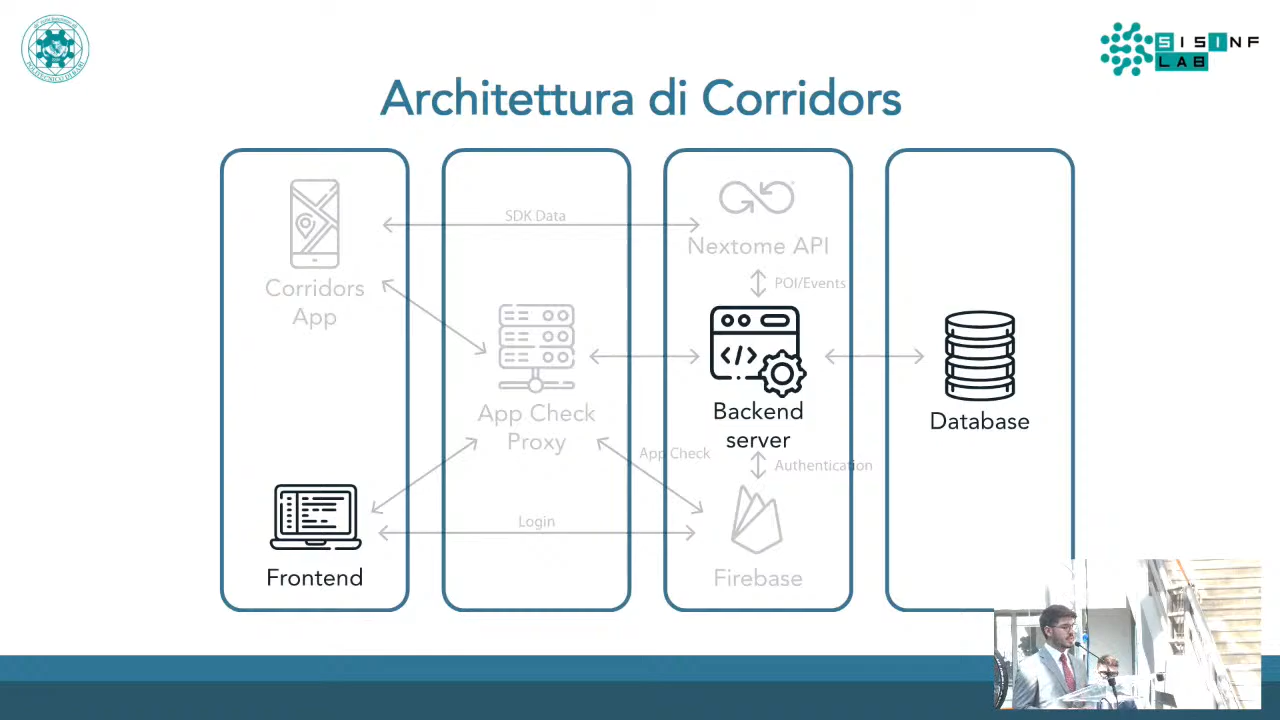 SISINF
LAB
Architettura di Corridors
SDK Data
Nextome API
Corridors
App
POI/Events
App Check
Proxy
Backend
server
Database
App Check
Authentication
Login
Frontend
Firebase